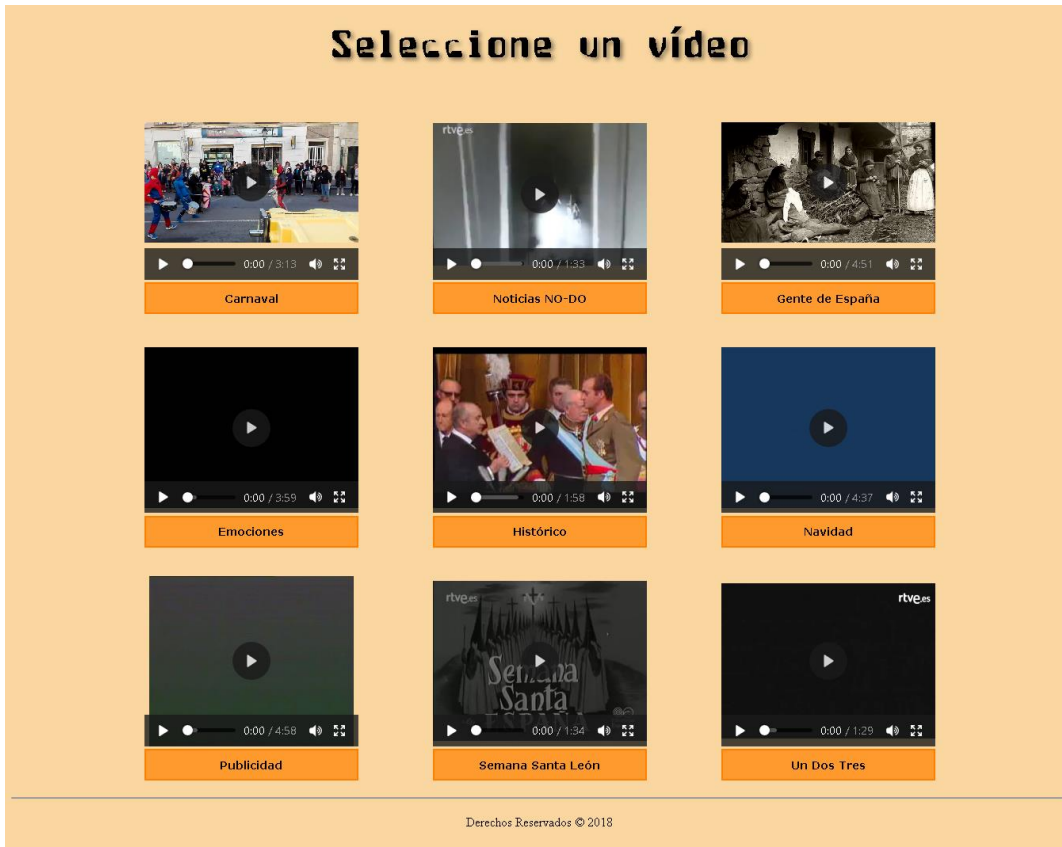 Seleccione un vídeo
rtve.es
0:00 / 3:13
0:00 / 1:33
0:00 / 4:51
Carnaval
Noticias NO-DO
Gente de España
0:00 / 3:59
0:00 / 1:58
0:00 / 4:37
Emociones
Histórico
Navidad
rtve.es
rtve.es
Semana
Santa
ESPAÑA
0:00 / 4:58
0:00 / 1:34
0:00 / 1:29
Publicidad
Semana Santa León
Un Dos Tres
Derechos Reservados © 2018